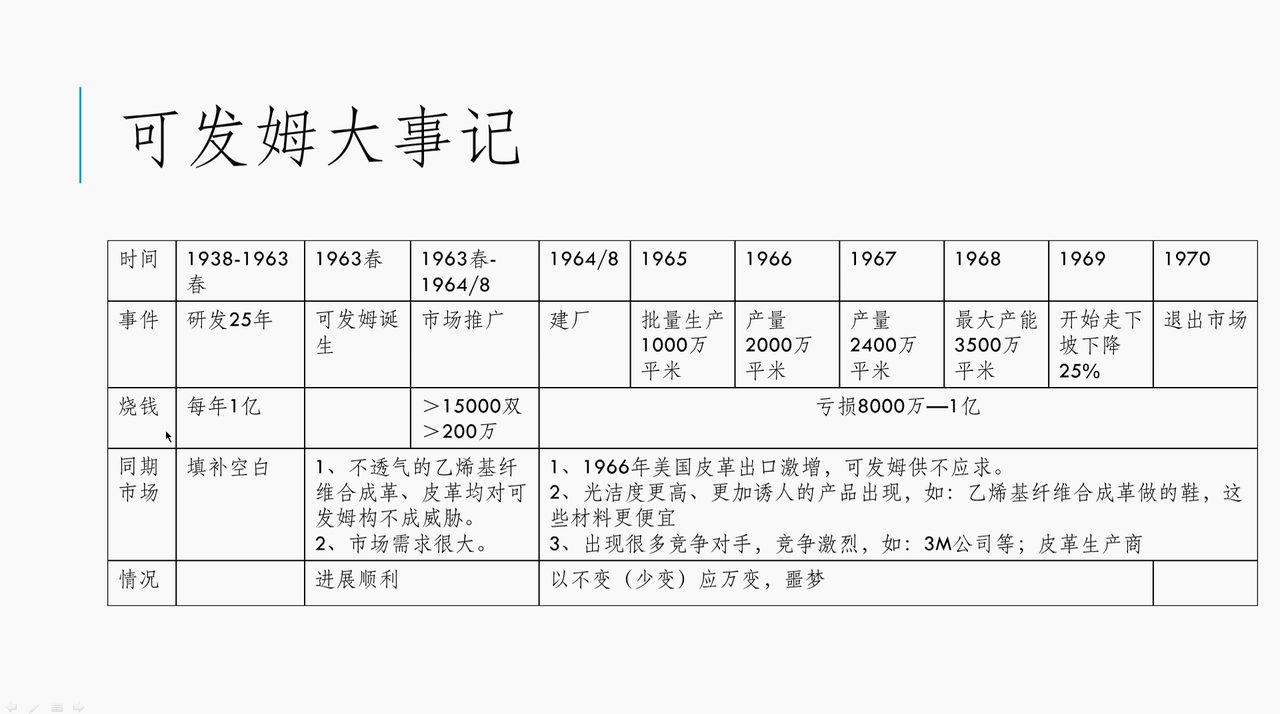 可发姆大事记
时间 1938-1963春 1963春 1963春-1964/8 1964/8 1965 1966 1967 1968 1969 1970
事件 研发25年 可发姆诞生 市场推广 建厂 批量生产1000万平米 产量2000万平米 产量2400万平米 最大产能3500万平米 开始走下坡下降25% 退出市场
烧钱 每年1亿 >15000双 >200万 亏损8000万—1亿
同期市场 填补空白
1、不透气的乙烯基纤
维合成革、皮革均对可
发姆构不成威胁。
2、市场需求很大。
1、1966年美国皮革出口激增，可发姆供不应求。
2、光洁度更高、更加诱人的产品出现，如：乙烯基纤维合成革做的鞋，这
些材料更便宜
3、出现很多竞争对手，竞争激烈，如：3M公司等；皮革生产商
情况 进展顺利 以不变（少变）应万变，噩梦